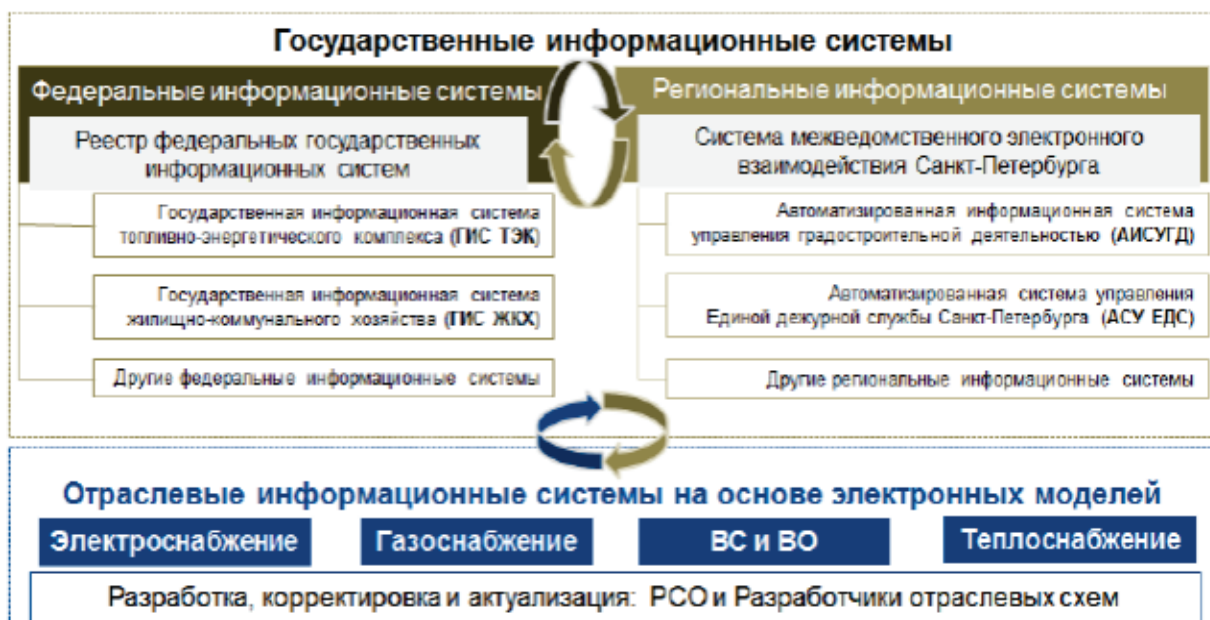 Государственные информационные системы
Федеральные информационные системы
Реестр федеральных государственных
информационных систем
Государственная информационная система
топливно-энергетического комплекса (ГИС ТЭК)
Государственная информационная система
жилищно-коммунального хозяйства (ГИС ЖКХ)
Другие федеральные информационные системы
Региональные информационные системы
Система межведомственного электронного
взаимодействия Санкт-Петербурга
Автоматизированная информационная система
управления градостроительной деятельностью (АИСУГД)
Автоматизированная система управления
Единой дежурной службы Санкт-Петербурга (АСУ ЕДС)
Другие региональные информационные системы
Отраслевые информационные системы на основе электронных моделей
Электроснабжение
Газоснабжение
ВС и ВО
Теплоснабжение
Разработка, корректировка и актуализация: РСО и Разработчики отраслевых схем